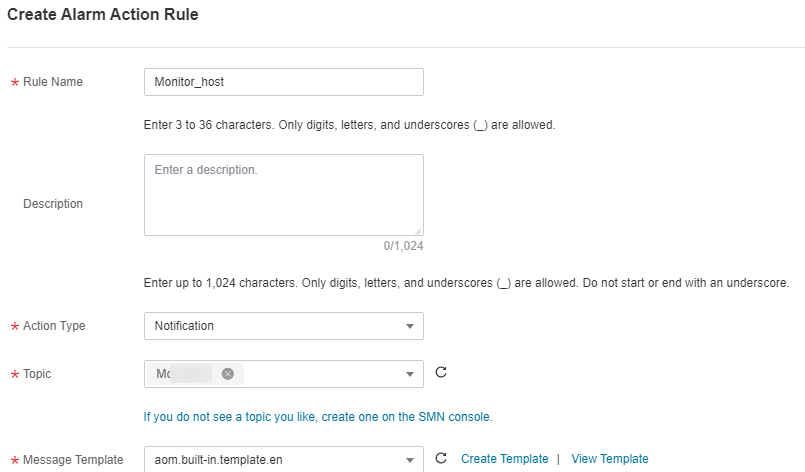 Create Alarm Action Rule
* Rule Name Monitor_host
Enter 3 to 36 characters. Only digits, letters, and underscores (_) are allowed.
Enter a description.
Description
0/1,024
Enter up to 1,024 characters. Only digits, letters, and underscores (_) are allowed. Do not start or end with an underscore.
* Action Type Notification
* Topic
If you do not see a topic you like, create one on the SMN console.
* Message Template aom.built-in.template.en Create Template | View Template